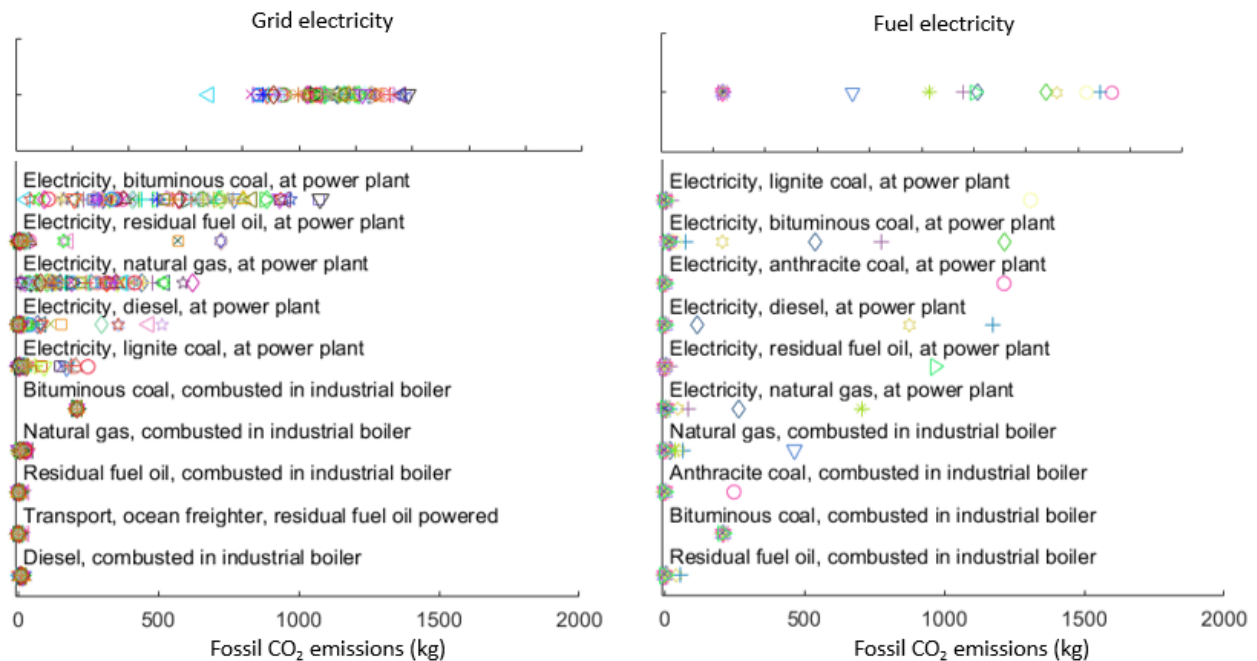 Grid electricity
Electricity, bituminous coal, at power plant
Electricity, residual fuel oil, at power plant
Electricity, natural gas, at power plant
Electricity, diesel, at power plant
Electricity, lignite coal, at power plant
Bituminous coal, combusted in industrial boiler
Natural gas, combusted in industrial boiler
Residual fuel oil, combusted in industrial boiler
Transport, ocean freighter, residual fuel oil powered
Diesel, combusted in industrial boiler
0 500 1000 1500 2000
Fossil CO₂ emissions (kg)
Fuel electricity
Electricity, lignite coal, at power plant
Electricity, bituminous coal, at power plant
Electricity, anthracite coal, at power plant
Electricity, diesel, at power plant
Electricity, residual fuel oil, at power plant
Electricity, natural gas, at power plant
Natural gas, combusted in industrial boiler
Anthracite coal, combusted in industrial boiler
Bituminous coal, combusted in industrial boiler
Residual fuel oil, combusted in industrial boiler
0 500 1000 1500 2000
Fossil CO₂ emissions (kg)